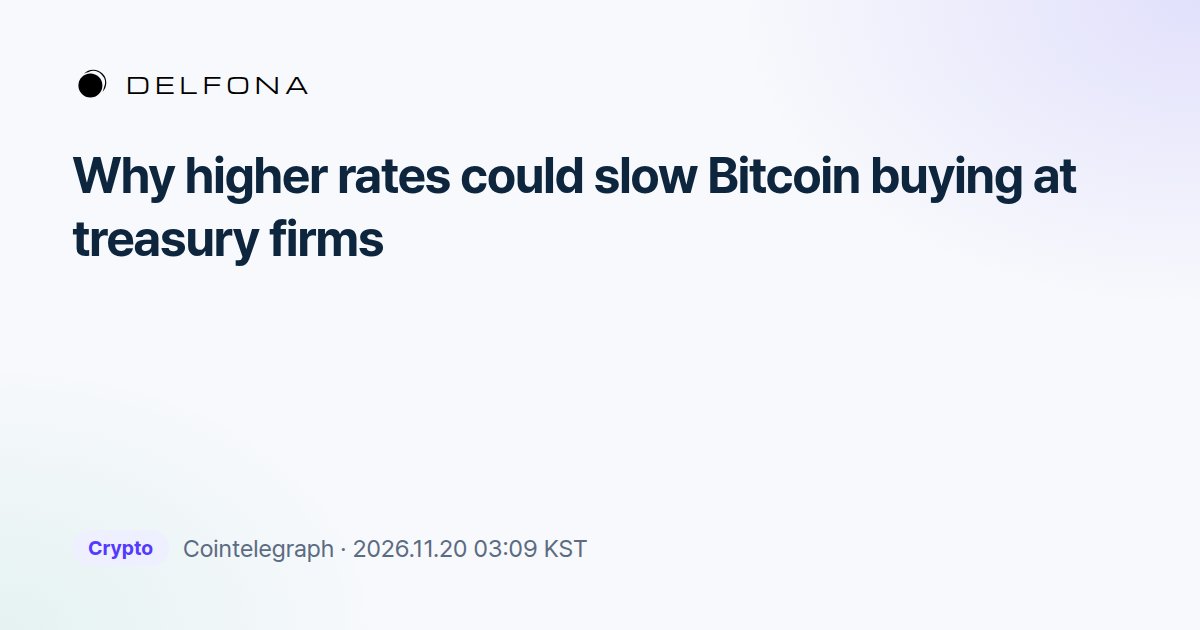 DELFONA
Why higher rates could slow Bitcoin buying at
treasury firms
Crypto Cointelegraph · 2026.11.20 03:09 KST